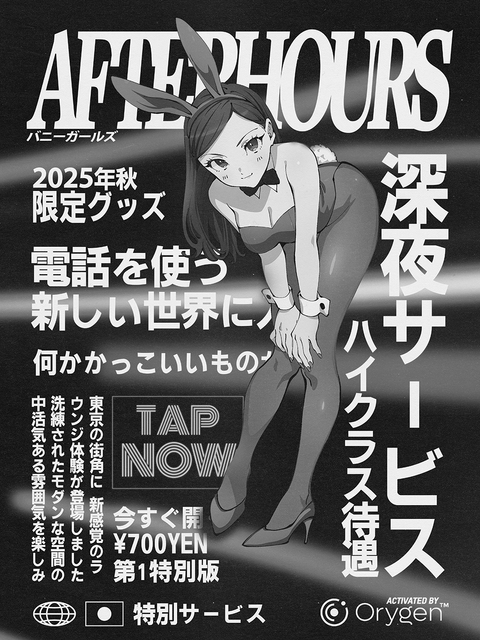 AFTERHOURS
バニーガールズ
2025年秋
限定グッズ
深夜サービス
ハイクラス待遇
電話を使う
新しい世界に
何かかっこいいもの
東京の街角に 新感覚のラ
ウンジ体験が登場しました
洗練されたモダンな空間の
中活気ある雰囲気を楽しみ
TAP
NOW
今すぐ開
¥700YEN
第1特別版
特別サービス
ACTIVATED BY
Orygen™